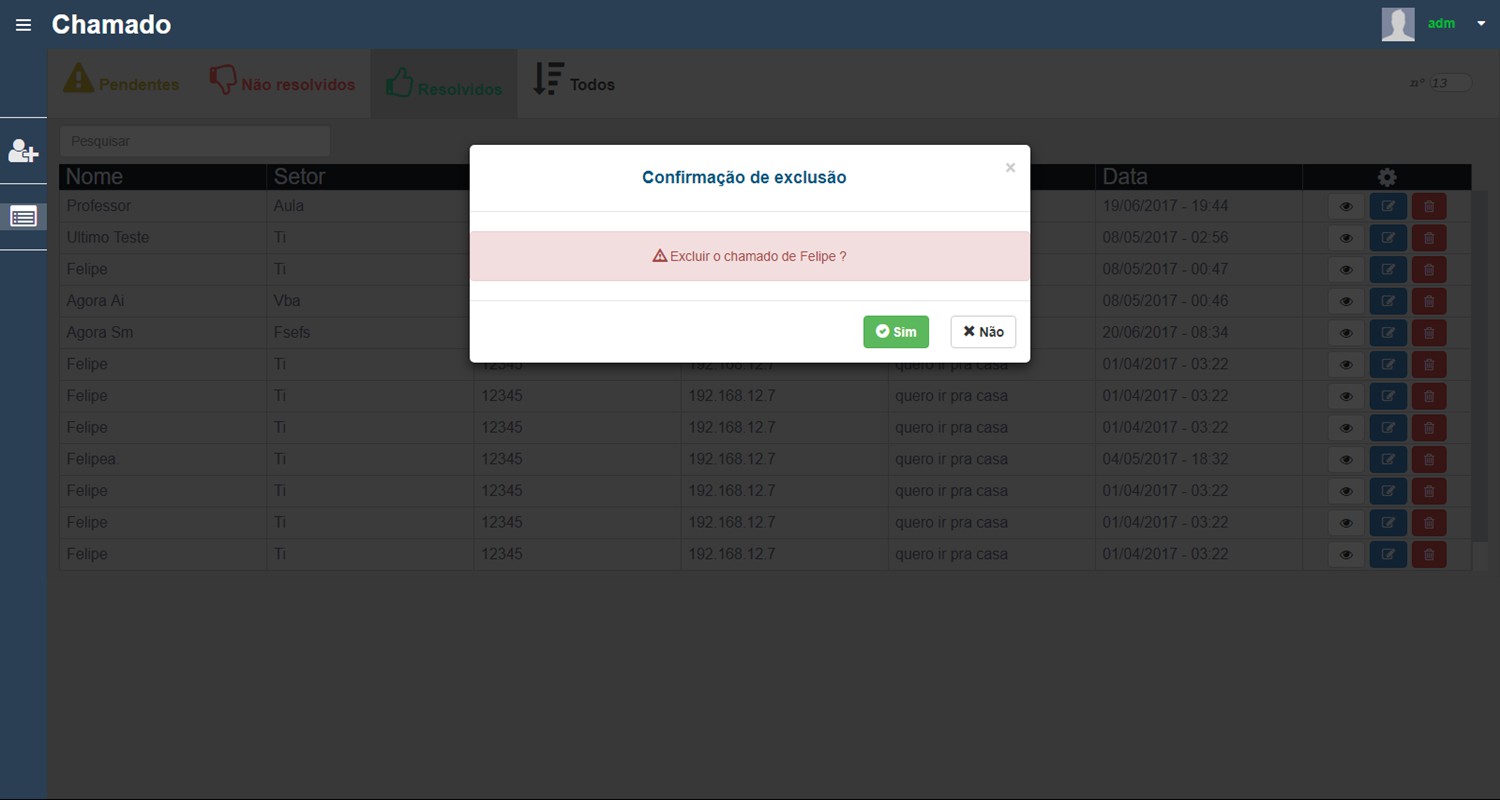 Chamado
adm
Pendentes
Não resolvidos
Resolvidos
Todos
nº 13
Pesquisar
Confirmação de exclusão
×
Excluir o chamado de Felipe ?
Sim
Não
Nome Setor Data
Professor Aula 19/06/2017 - 19:44
Ultimo Teste Ti 08/05/2017 - 02:56
Felipe Ti 08/05/2017 - 00:47
Agora Ai Vba 08/05/2017 - 00:46
Agora Sm Fsefs 20/06/2017 - 08:34
Felipe Ti 12345 192.168.12.7 quero ir pra casa 01/04/2017 - 03:22
Felipe Ti 12345 192.168.12.7 quero ir pra casa 01/04/2017 - 03:22
Felipe Ti 12345 192.168.12.7 quero ir pra casa 01/04/2017 - 03:22
Felipea. Ti 12345 192.168.12.7 quero ir pra casa 04/05/2017 - 18:32
Felipe Ti 12345 192.168.12.7 quero ir pra casa 01/04/2017 - 03:22
Felipe Ti 12345 192.168.12.7 quero ir pra casa 01/04/2017 - 03:22
Felipe Ti 12345 192.168.12.7 quero ir pra casa 01/04/2017 - 03:22